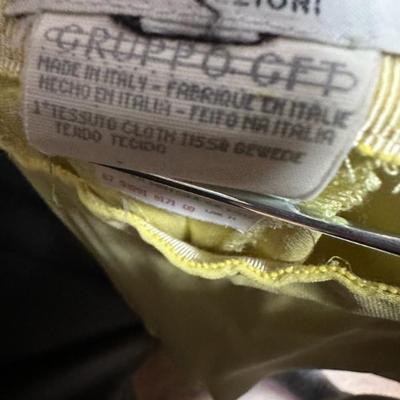 ZIONI
GRUPPO GFT
MADE IN ITALY - FABRIQUE EN ITALIE
HECHO EN ITALIA - FEITO NA ITALIA
1° TESSUTO CLOTH TISSU GEWEBE
TEJIDO TECIDO